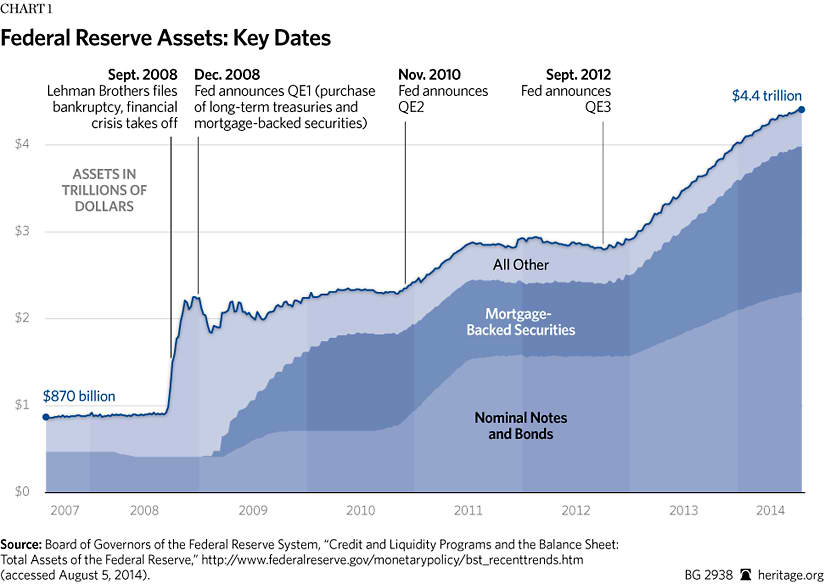 CHART 1
Federal Reserve Assets: Key Dates
Sept. 2008
Lehman Brothers files
bankruptcy, financial
crisis takes off
Dec. 2008
Fed announces QE1 (purchase
of long-term treasuries and
mortgage-backed securities)
Nov. 2010
Fed announces
QE2
Sept. 2012
Fed announces
QE3
$4.4 trillion
$4
ASSETS IN
TRILLIONS OF
DOLLARS
$3
All Other
$2
Mortgage-
Backed Securities
$870 billion
$1
Nominal Notes
and Bonds
$0
2007 2008 2009 2010 2011 2012 2013 2014
Source: Board of Governors of the Federal Reserve System, “Credit and Liquidity Programs and the Balance Sheet:
Total Assets of the Federal Reserve,” http://www.federalreserve.gov/monetarypolicy/bst_recenttrends.htm
(accessed August 5, 2014).
BG 2938 heritage.org